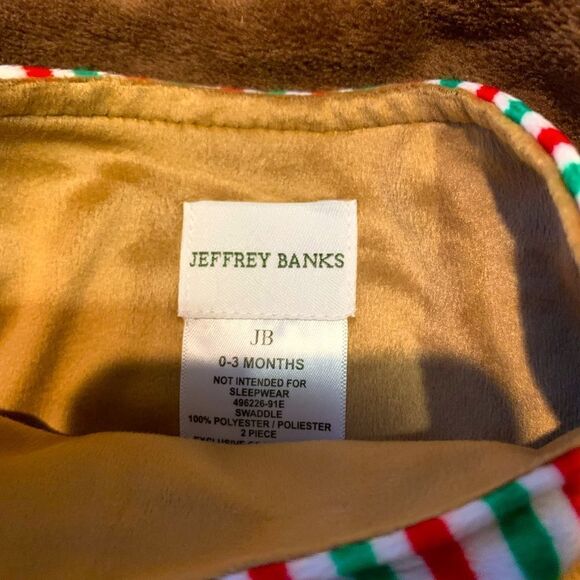 JEFFREY BANKS
JB
0-3 MONTHS
NOT INTENDED FOR
SLEEPWEAR
496226-91E
SWADDLE
100% POLYESTER / POLIESTER
2 PIECE